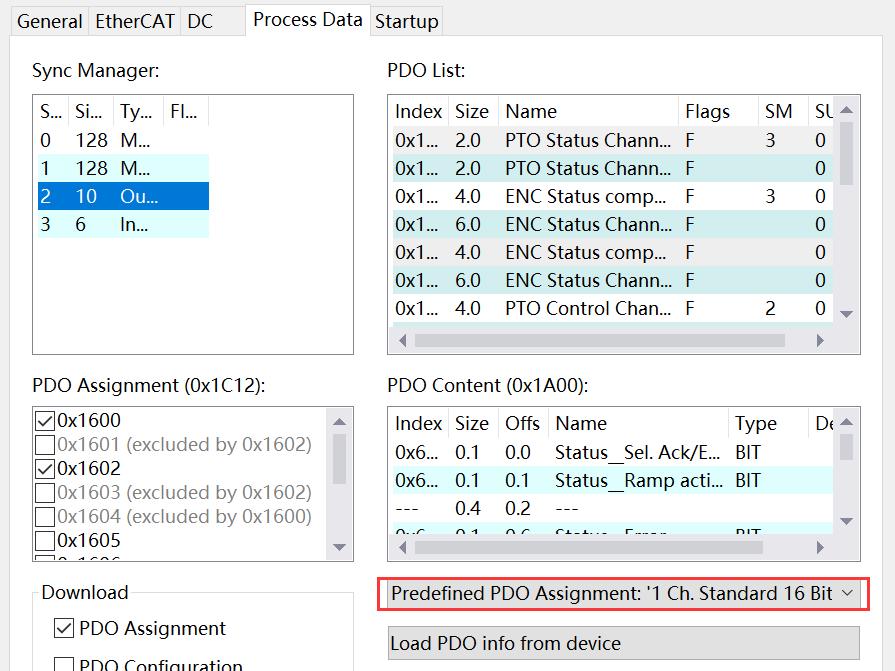 General EtherCAT DC Process Data Startup
Sync Manager:
S... Si... Ty... Fl...
0 128 M...
1 128 M...
2 10 Ou...
3 6 In...
PDO List:
Index Size Name Flags SM SU
0x1... 2.0 PTO Status Chann... F 3 0
0x1... 2.0 PTO Status Chann... F 0
0x1... 4.0 ENC Status comp... F 3 0
0x1... 6.0 ENC Status Chann... F 0
0x1... 4.0 ENC Status comp... F 0
0x1... 6.0 ENC Status Chann... F 0
0x1... 4.0 PTO Control Chan... F 2 0
PDO Assignment (0x1C12):
0x1600
0x1601 (excluded by 0x1602)
0x1602
0x1603 (excluded by 0x1602)
0x1604 (excluded by 0x1600)
0x1605
PDO Content (0x1A00):
Index Size Offs Name Type De
0x6... 0.1 0.0 Status__Sel. Ack/E... BIT
0x6... 0.1 0.1 Status__Ramp acti... BIT
--- 0.4 0.2 ---
0x6... 0.1 0.6 Status__Error BIT
Download
PDO Assignment
PDO Configuration
Predefined PDO Assignment: '1 Ch. Standard 16 Bit
Load PDO info from device